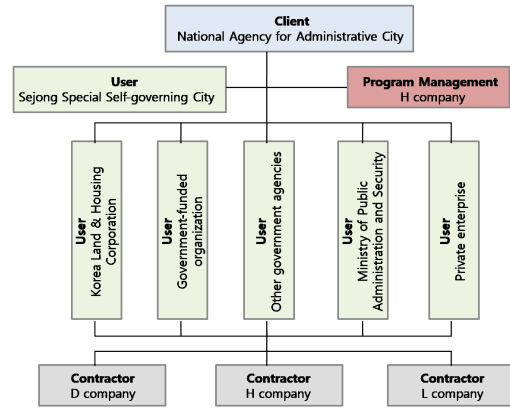 Client
National Agency for Administrative City
User
Sejong Special Self-governing City
Program Management
H company
User
Korea Land & Housing
Corporation
User
Government-funded
organization
User
Other government agencies
User
Ministry of Public
Administration and Security
User
Private enterprise
Contractor
D company
Contractor
H company
Contractor
L company